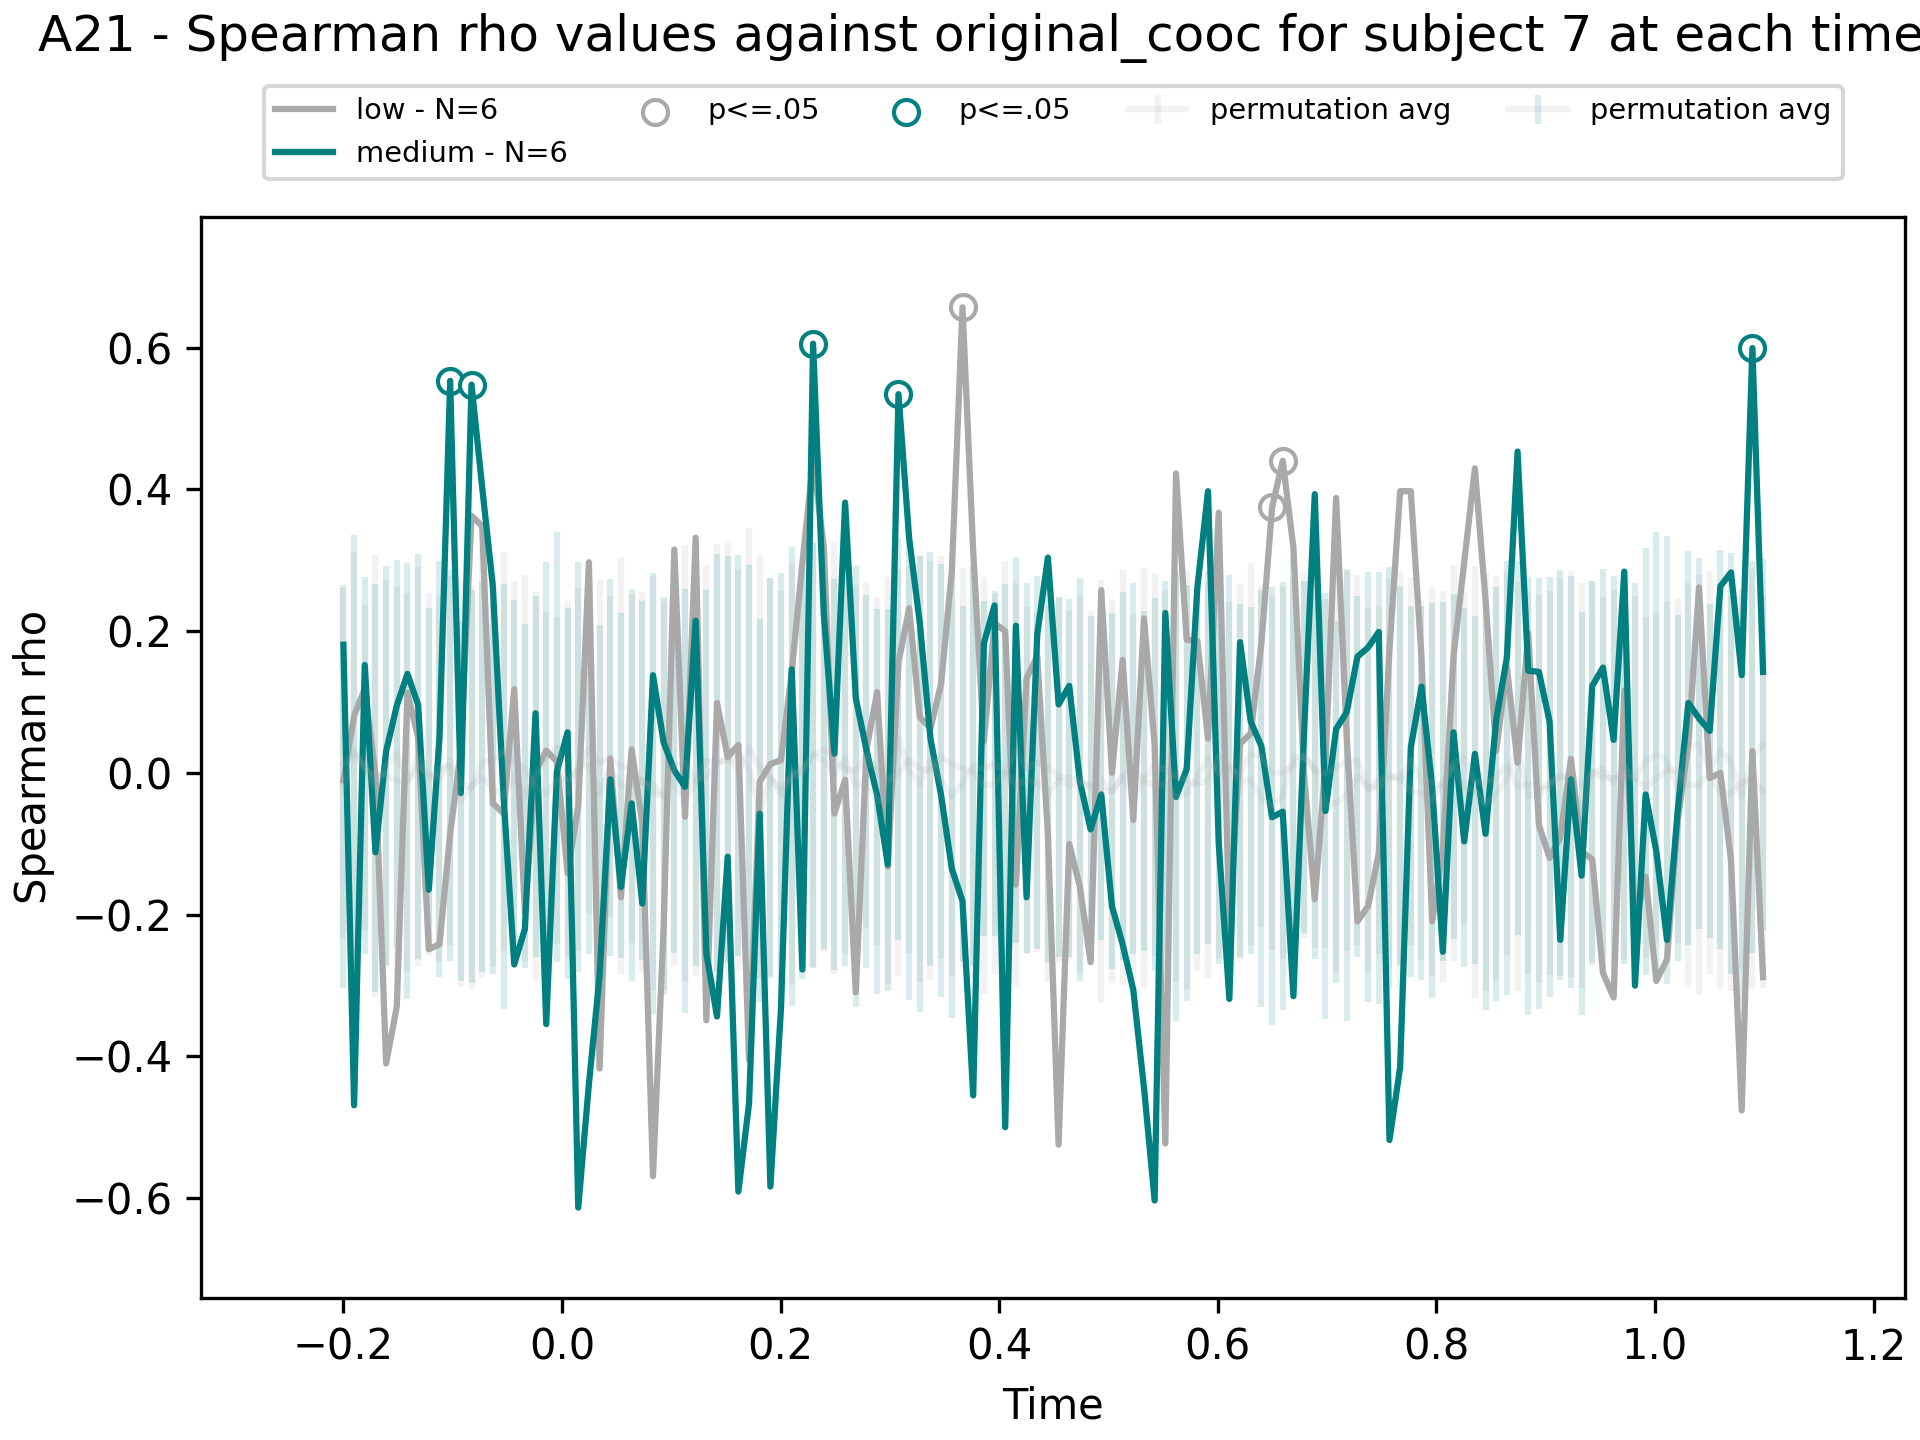 A21 - Spearman rho values against original_cooc for subject 7 at each time
low - N=6
medium - N=6
p<=.05
p<=.05
permutation avg
permutation avg
Spearman rho
0.6
0.4
0.2
0.0
−0.2
−0.4
−0.6
−0.2
0.0
0.2
0.4
0.6
0.8
1.0
1.2
Time